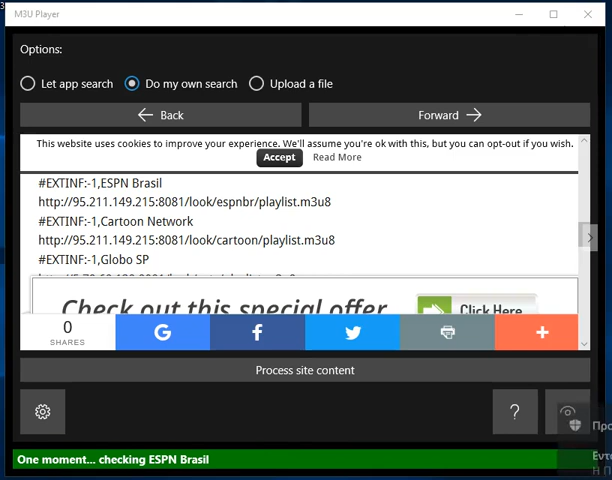 M3U Player
Options:
Let app search
Do my own search
Upload a file
Back
Forward
This website uses cookies to improve your experience. We'll assume you're ok with this, but you can opt-out if you wish.
Accept Read More
#EXTINF:-1,ESPN Brasil
http://95.211.149.215:8081/look/espnbr/playlist.m3u8
#EXTINF:-1,Cartoon Network
http://95.211.149.215:8081/look/cartoon/playlist.m3u8
#EXTINF:-1,Globo SP
Check out this special offer
Click Here
0
SHARES
G
f
+
Process site content
?
One moment... checking ESPN Brasil